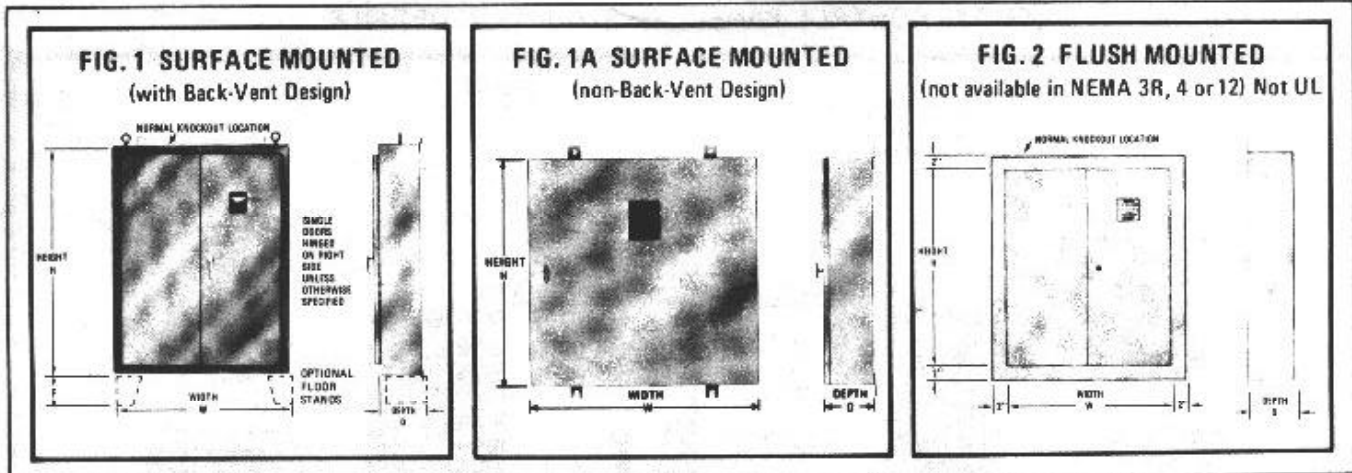 FIG. 1 SURFACE MOUNTED
(with Back-Vent Design)
NORMAL KNOCKOUT LOCATION
HEIGHT
H
SINGLE
DOORS
HINGED
ON RIGHT
SIDE
UNLESS
OTHERWISE
SPECIFIED
OPTIONAL
FLOOR
STANDS
WIDTH
W
DEPTH
D
FIG. 1A SURFACE MOUNTED
(non-Back-Vent Design)
HEIGHT
H
WIDTH
W
DEPTH
D
FIG. 2 FLUSH MOUNTED
(not available in NEMA 3R, 4 or 12) Not UL
NORMAL KNOCKOUT LOCATION
2"
HEIGHT
H
2"
WIDTH
W
2"
DEPTH
D